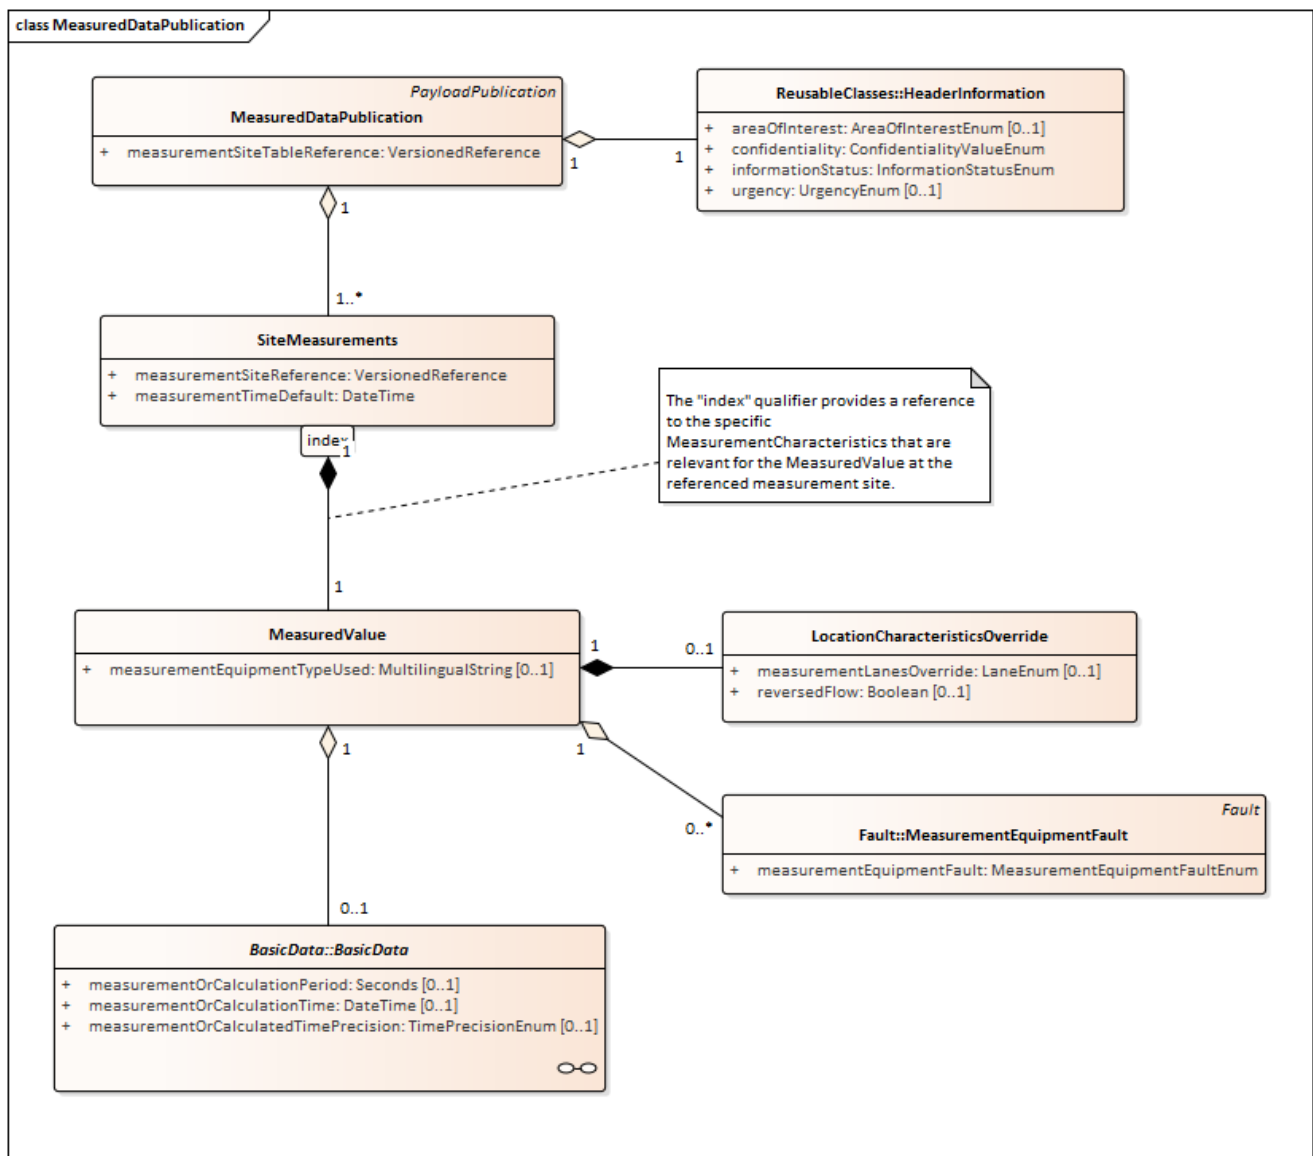 class MeasuredDataPublication
PayloadPublication
MeasuredDataPublication
+ measurementSiteTableReference: VersionedReference
1
1
ReusableClasses::HeaderInformation
+ areaOfInterest: AreaOfInterestEnum [0..1]
+ confidentiality: ConfidentialityValueEnum
+ informationStatus: InformationStatusEnum
+ urgency: UrgencyEnum [0..1]
1
1..*
SiteMeasurements
+ measurementSiteReference: VersionedReference
+ measurementTimeDefault: DateTime
index
1
The "index" qualifier provides a reference
to the specific
MeasurementCharacteristics that are
relevant for the MeasuredValue at the
referenced measurement site.
1
MeasuredValue
+ measurementEquipmentTypeUsed: MultilingualString [0..1]
1
0..1
LocationCharacteristicsOverride
+ measurementLanesOverride: LaneEnum [0..1]
+ reversedFlow: Boolean [0..1]
1
1
0..*
Fault
Fault::MeasurementEquipmentFault
+ measurementEquipmentFault: MeasurementEquipmentFaultEnum
0..1
BasicData::BasicData
+ measurementOrCalculationPeriod: Seconds [0..1]
+ measurementOrCalculationTime: DateTime [0..1]
+ measurementOrCalculatedTimePrecision: TimePrecisionEnum [0..1]